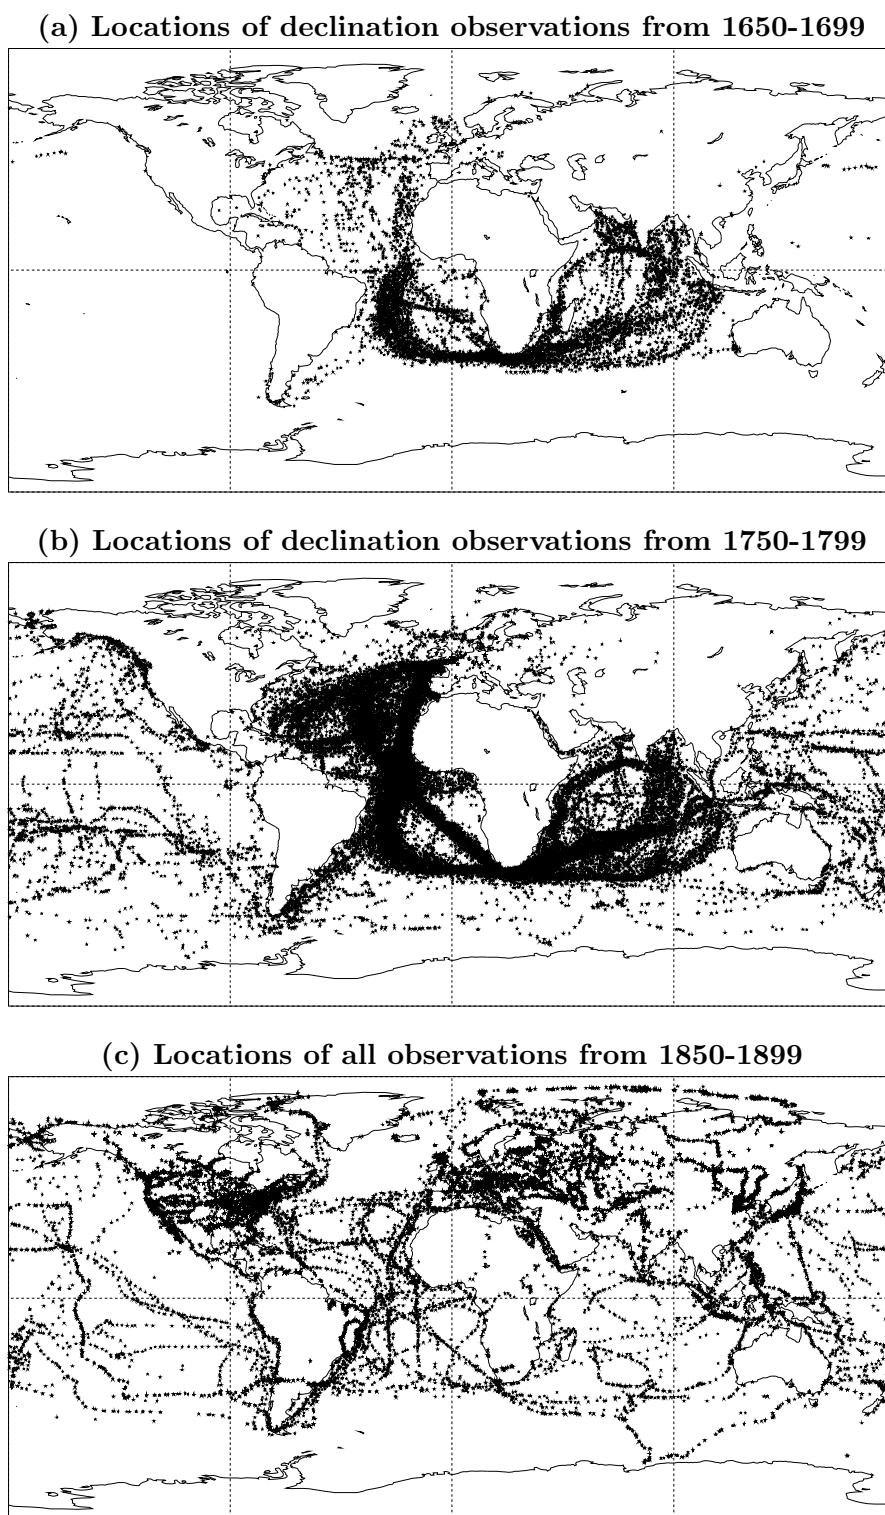 (a) Locations of declination observations from 1650-1699
(b) Locations of declination observations from 1750-1799
(c) Locations of all observations from 1850-1899